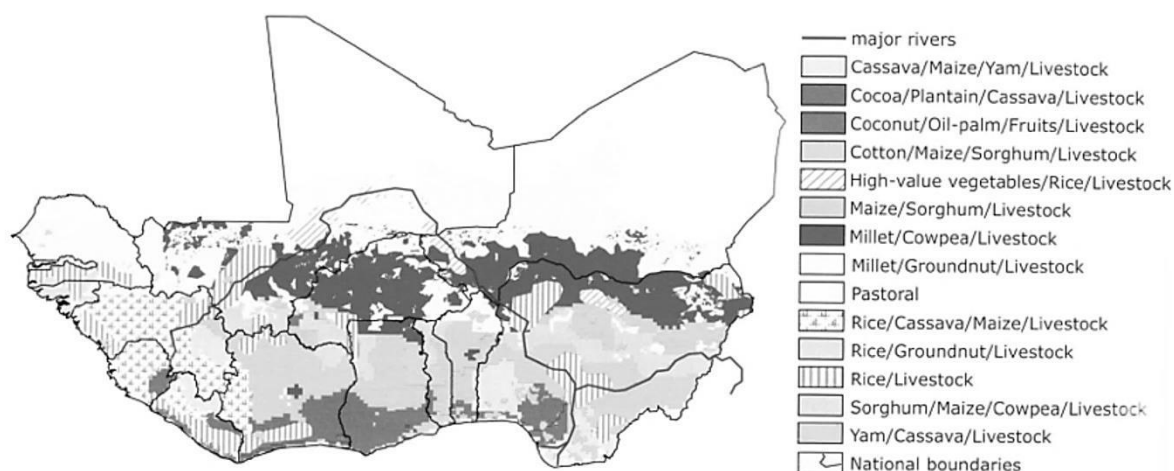 major rivers
Cassava/Maize/Yam/Livestock
Cocoa/Plantain/Cassava/Livestock
Coconut/Oil-palm/Fruits/Livestock
Cotton/Maize/Sorghum/Livestock
High-value vegetables/Rice/Livestock
Maize/Sorghum/Livestock
Millet/Cowpea/Livestock
Millet/Groundnut/Livestock
Pastoral
Rice/Cassava/Maize/Livestock
Rice/Groundnut/Livestock
Rice/Livestock
Sorghum/Maize/Cowpea/Livestock
Yam/Cassava/Livestock
National boundaries